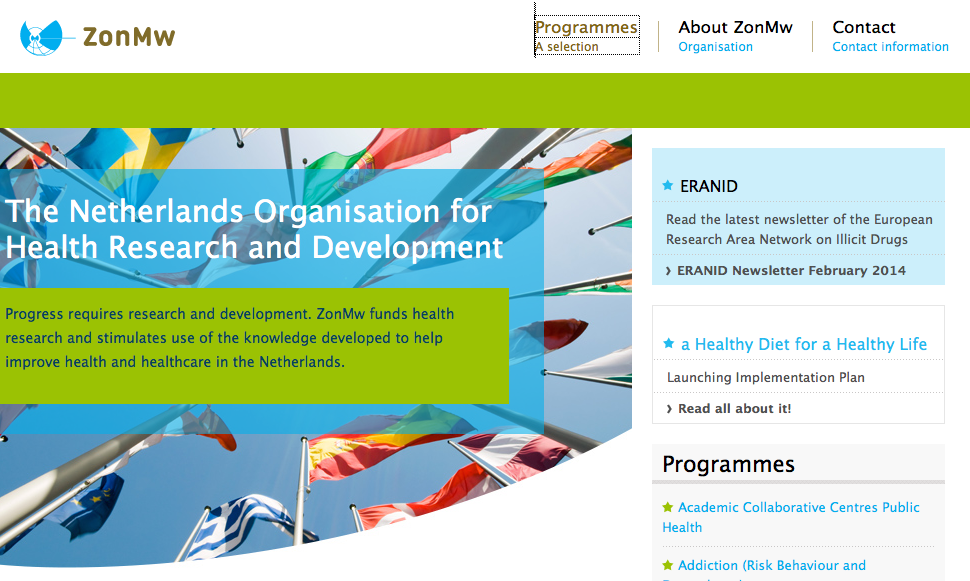 ZonMw
Programmes
A selection
About ZonMw
Organisation
Contact
Contact information
The Netherlands Organisation for
Health Research and Development
Progress requires research and development. ZonMw funds health
research and stimulates use of the knowledge developed to help
improve health and healthcare in the Netherlands.
ERANID
Read the latest newsletter of the European
Research Area Network on Illicit Drugs
› ERANID Newsletter February 2014
a Healthy Diet for a Healthy Life
Launching Implementation Plan
› Read all about it!
Programmes
Academic Collaborative Centres Public
Health
Addiction (Risk Behaviour and